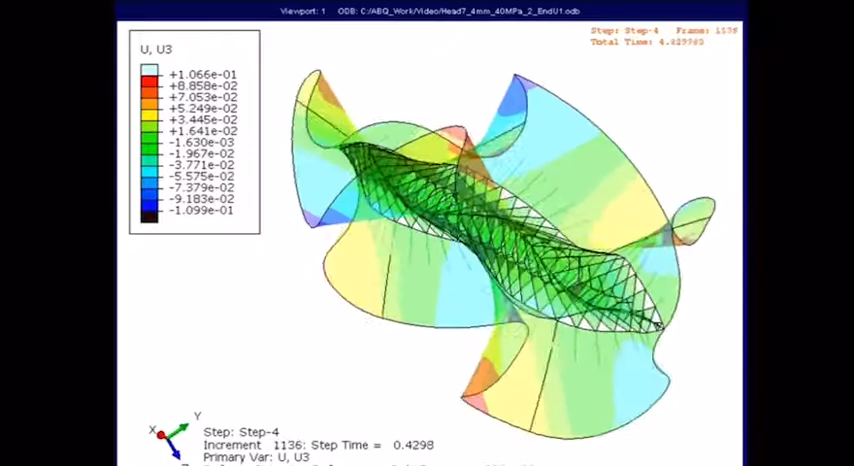 Viewport: 1 ODB: C:/ABQ_Work/Video/Head7_4mm_40MPa_2_EndU1.odb
Step: Step-4 Frame: 1136
Total Time: 4.829983
U, U3
+1.066e-01
+8.858e-02
+7.053e-02
+5.249e-02
+3.445e-02
+1.641e-02
-1.630e-03
-1.967e-02
-3.771e-02
-5.575e-02
-7.379e-02
-9.183e-02
-1.099e-01
Y
X
Step: Step-4
Increment 1136: Step Time = 0.4298
Primary Var: U, U3